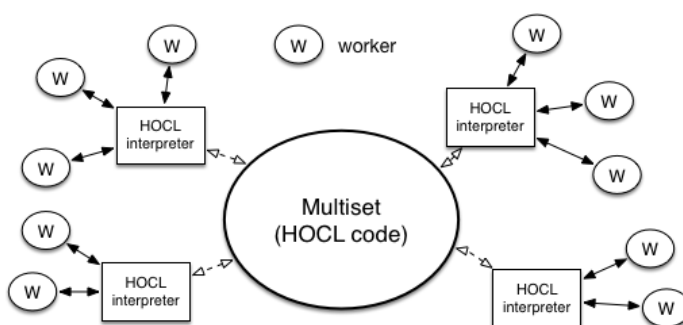 W
W
worker
W
W
W
HOCL
interpreter
HOCL
interpreter
W
W
W
Multiset
(HOCL code)
W
W
W
HOCL
interpreter
HOCL
interpreter
W